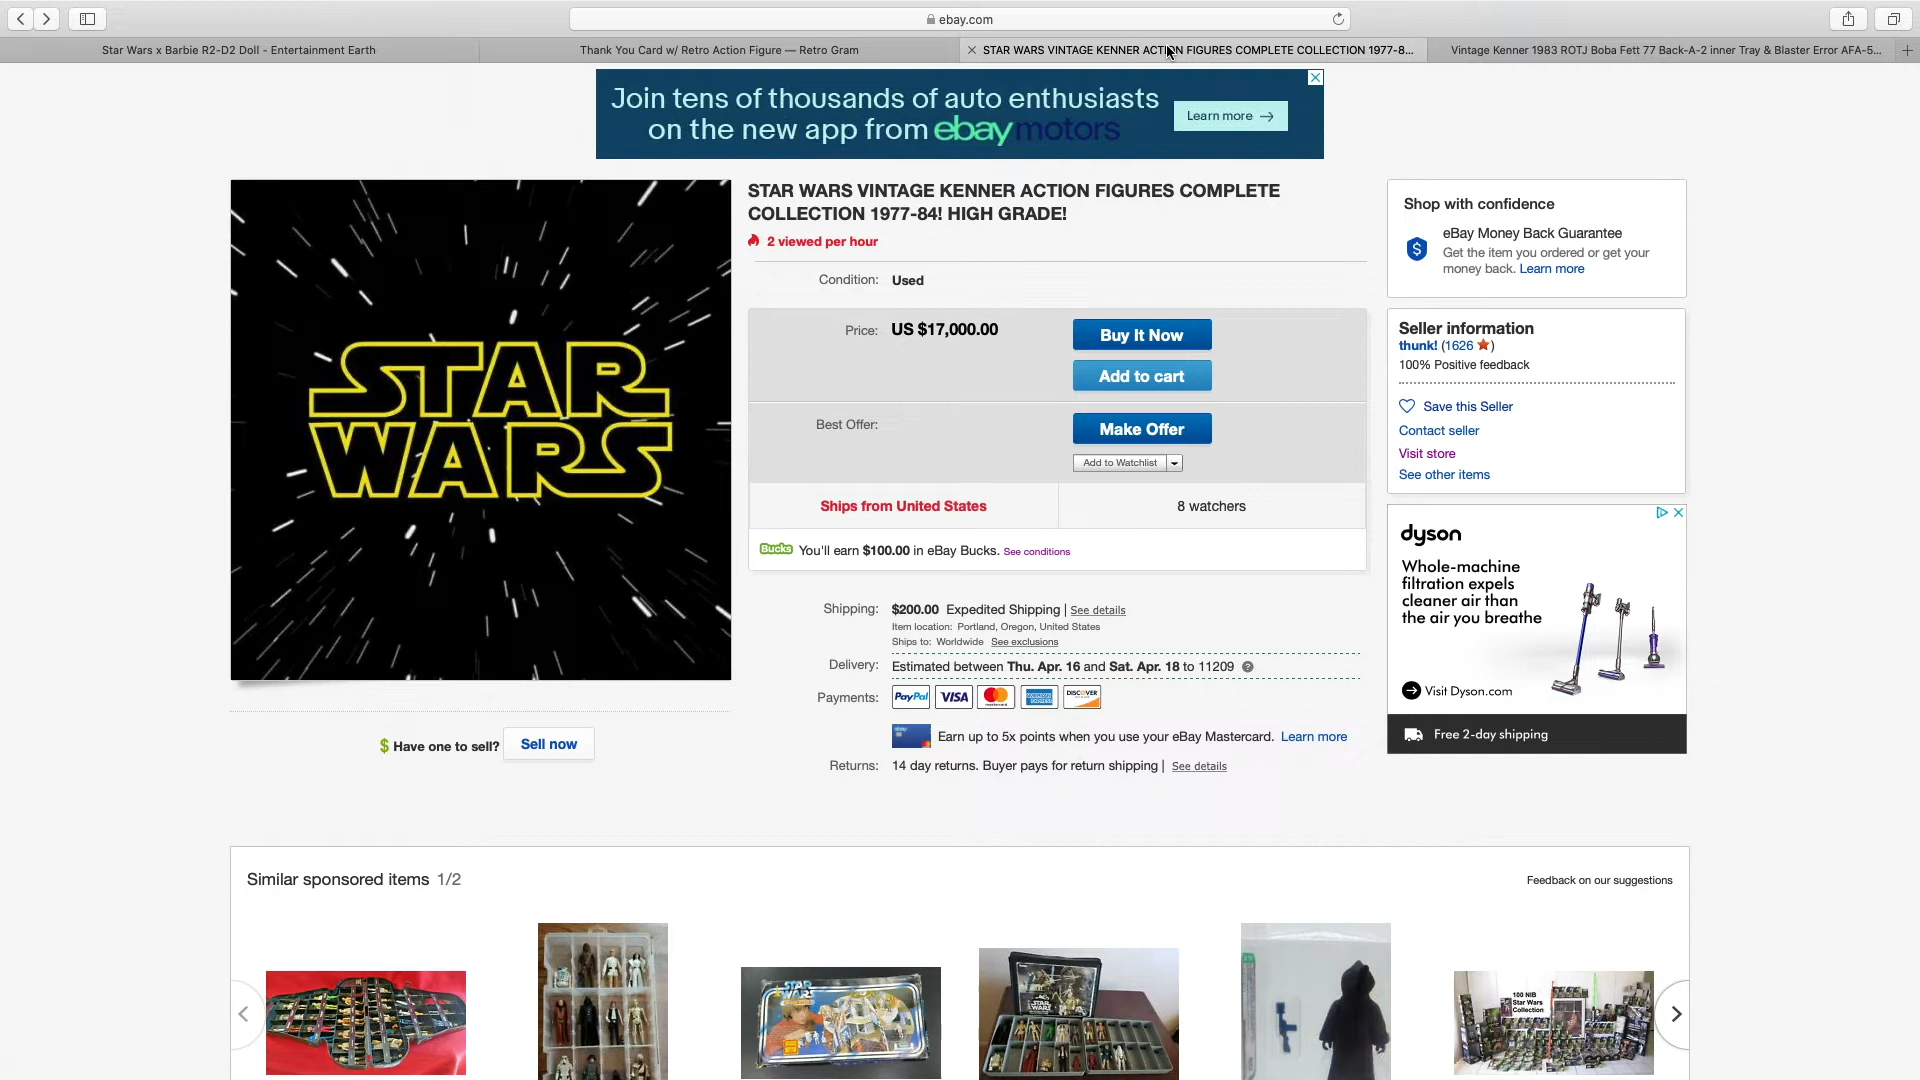 ebay.com
Star Wars x Barbie R2-D2 Doll - Entertainment Earth
Thank You Card w/ Retro Action Figure — Retro Gram
STAR WARS VINTAGE KENNER ACTION FIGURES COMPLETE COLLECTION 1977-8...
Vintage Kenner 1983 ROTJ Boba Fett 77 Back-A-2 inner Tray & Blaster Error AFA-5...
Join tens of thousands of auto enthusiasts
on the new app from ebay motors
Learn more →
STAR WARS
STAR WARS VINTAGE KENNER ACTION FIGURES COMPLETE
COLLECTION 1977-84! HIGH GRADE!
2 viewed per hour
Condition: Used
Price: US $17,000.00
Buy It Now
Add to cart
Best Offer:
Make Offer
Add to Watchlist
Ships from United States
8 watchers
Bucks You'll earn $100.00 in eBay Bucks. See conditions
Shipping: $200.00 Expedited Shipping | See details
Item location: Portland, Oregon, United States
Ships to: Worldwide See exclusions
Delivery: Estimated between Thu. Apr. 16 and Sat. Apr. 18 to 11209 ?
Payments: PayPal VISA mastercard AMERICAN EXPRESS DISCOVER
Earn up to 5x points when you use your eBay Mastercard. Learn more
Returns: 14 day returns. Buyer pays for return shipping | See details
$ Have one to sell? Sell now
Shop with confidence
eBay Money Back Guarantee
Get the item you ordered or get your
money back. Learn more
Seller information
thunk! (1626 ★)
100% Positive feedback
Save this Seller
Contact seller
Visit store
See other items
dyson
Whole-machine
filtration expels
cleaner air than
the air you breathe
Visit Dyson.com
Free 2-day shipping
Similar sponsored items 1/2
Feedback on our suggestions
STAR WARS
STAR WARS
100 NIB
Star Wars
Collection